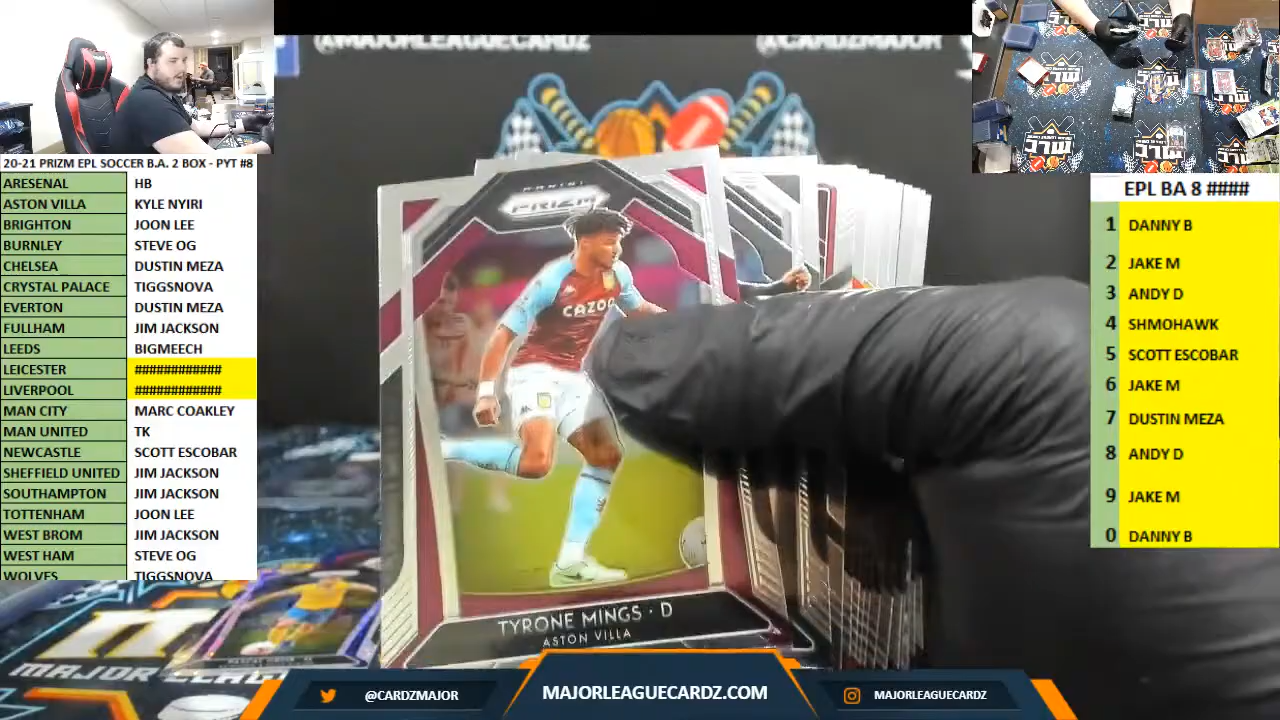 @MAJORLEAGUECARDZ
@CARDZMAJOR
20-21 PRIZM EPL SOCCER B.A. 2 BOX - PYT #8
ARESENAL HB
ASTON VILLA KYLE NYIRI
BRIGHTON JOON LEE
BURNLEY STEVE OG
CHELSEA DUSTIN MEZA
CRYSTAL PALACE TIGGSNOVA
EVERTON DUSTIN MEZA
FULLHAM JIM JACKSON
LEEDS BIGMEECH
LEICESTER ############
LIVERPOOL ############
MAN CITY MARC COAKLEY
MAN UNITED TK
NEWCASTLE SCOTT ESCOBAR
SHEFFIELD UNITED JIM JACKSON
SOUTHAMPTON JIM JACKSON
TOTTENHAM JOON LEE
WEST BROM JIM JACKSON
WEST HAM STEVE OG
WOLVES TIGGSNOVA
PANINI
PRIZM
CAZOO
TYRONE MINGS · D
ASTON VILLA
EPL BA 8 ####
1 DANNY B
2 JAKE M
3 ANDY D
4 SHMOHAWK
5 SCOTT ESCOBAR
6 JAKE M
7 DUSTIN MEZA
8 ANDY D
9 JAKE M
0 DANNY B
@CARDZMAJOR
MAJORLEAGUECARDZ.COM
MAJORLEAGUECARDZ